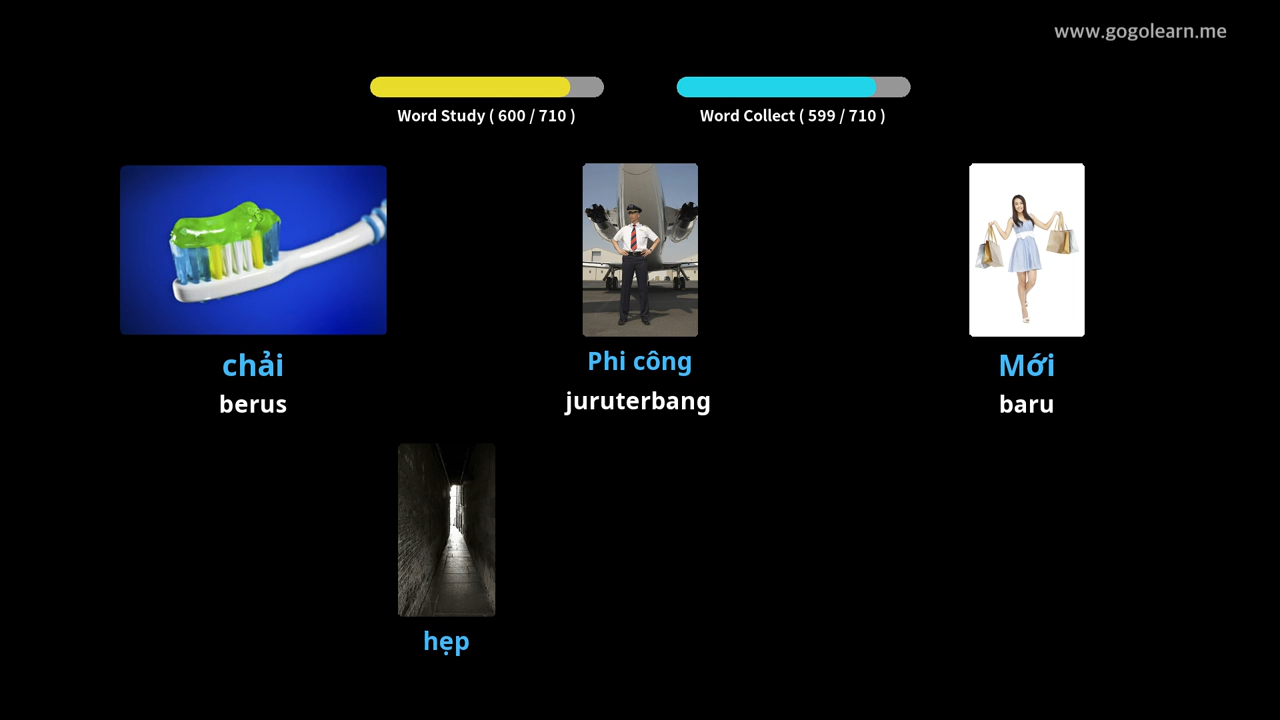 www.gogolearn.me
Word Study ( 600 / 710 )
Word Collect ( 599 / 710 )
chải
berus
Phi công
juruterbang
Mới
baru
hẹp